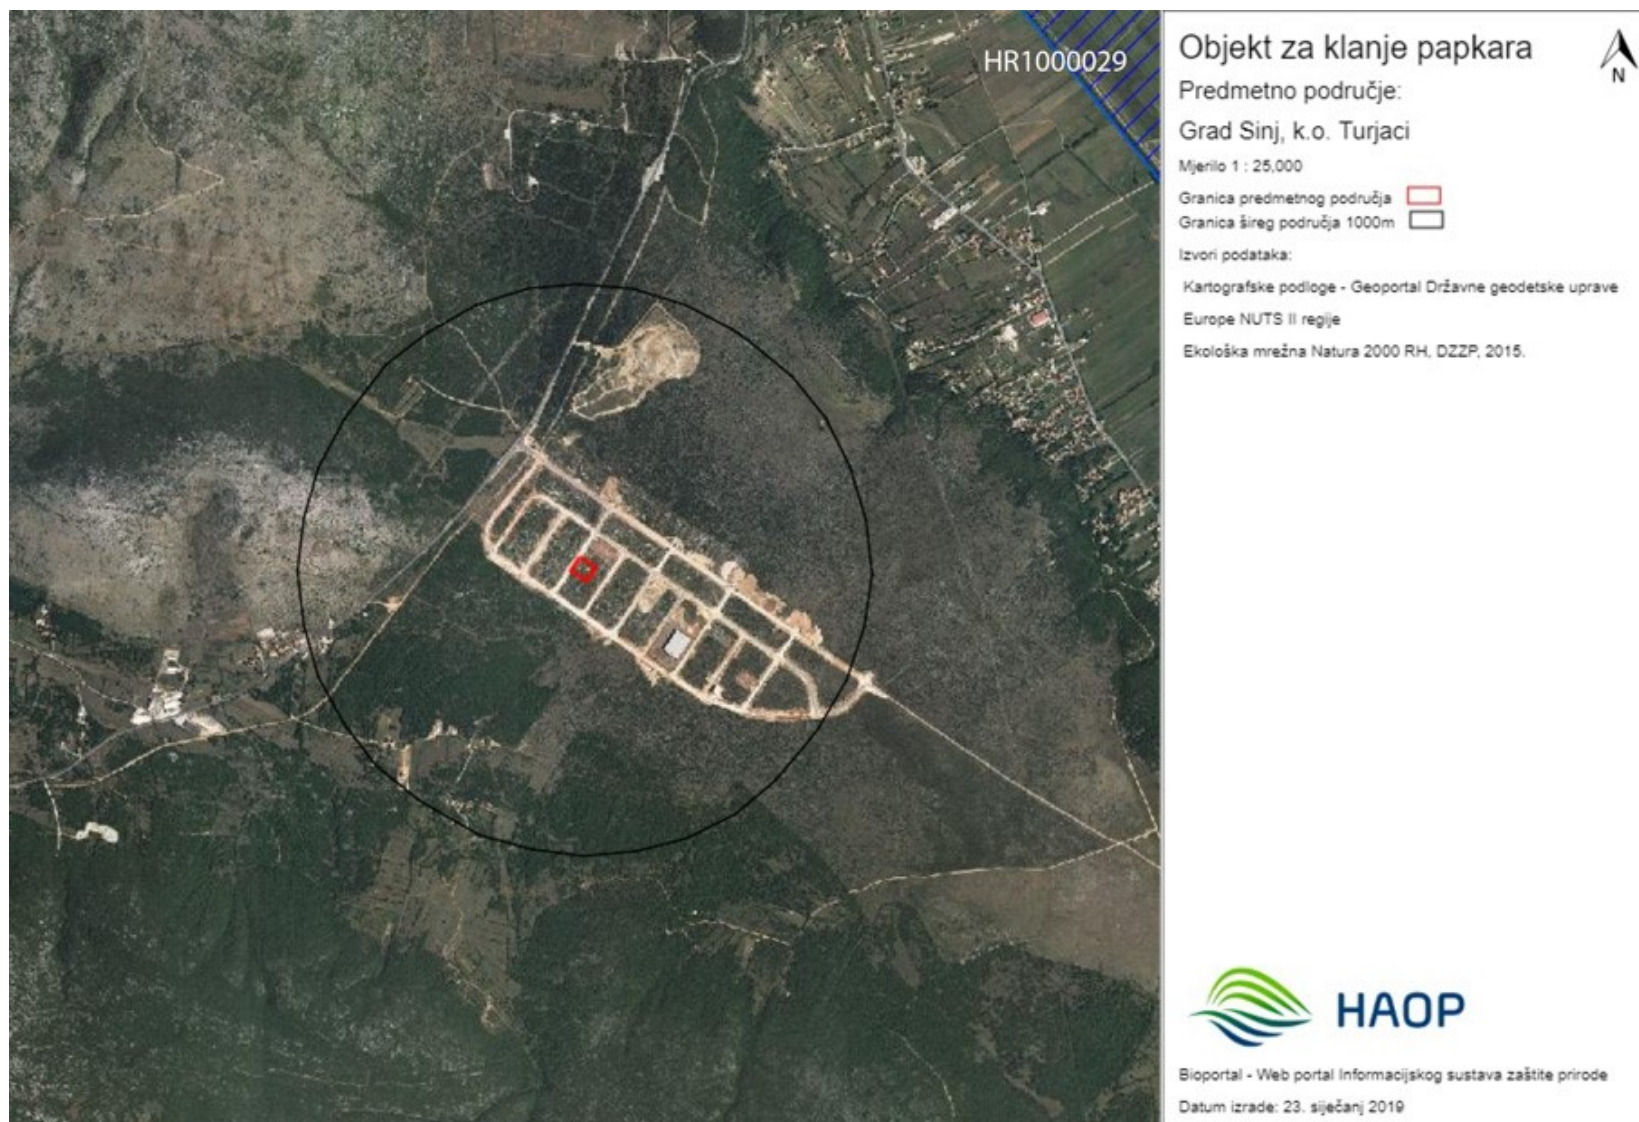 HR1000029
Objekt za klanje papkara
N
Predmetno područje:
Grad Sinj, k.o. Turjaci
Mjerilo 1 : 25,000
Granica predmetnog područja
Granica šireg područja 1000m
Izvori podataka:
Kartografske podloge - Geoportal Državne geodetske uprave
Europe NUTS II regije
Ekološka mrežna Natura 2000 RH, DZZP, 2015.
HAOP
Bioportal - Web portal Informacijskog sustava zaštite prirode
Datum izrade: 23. siječanj 2019